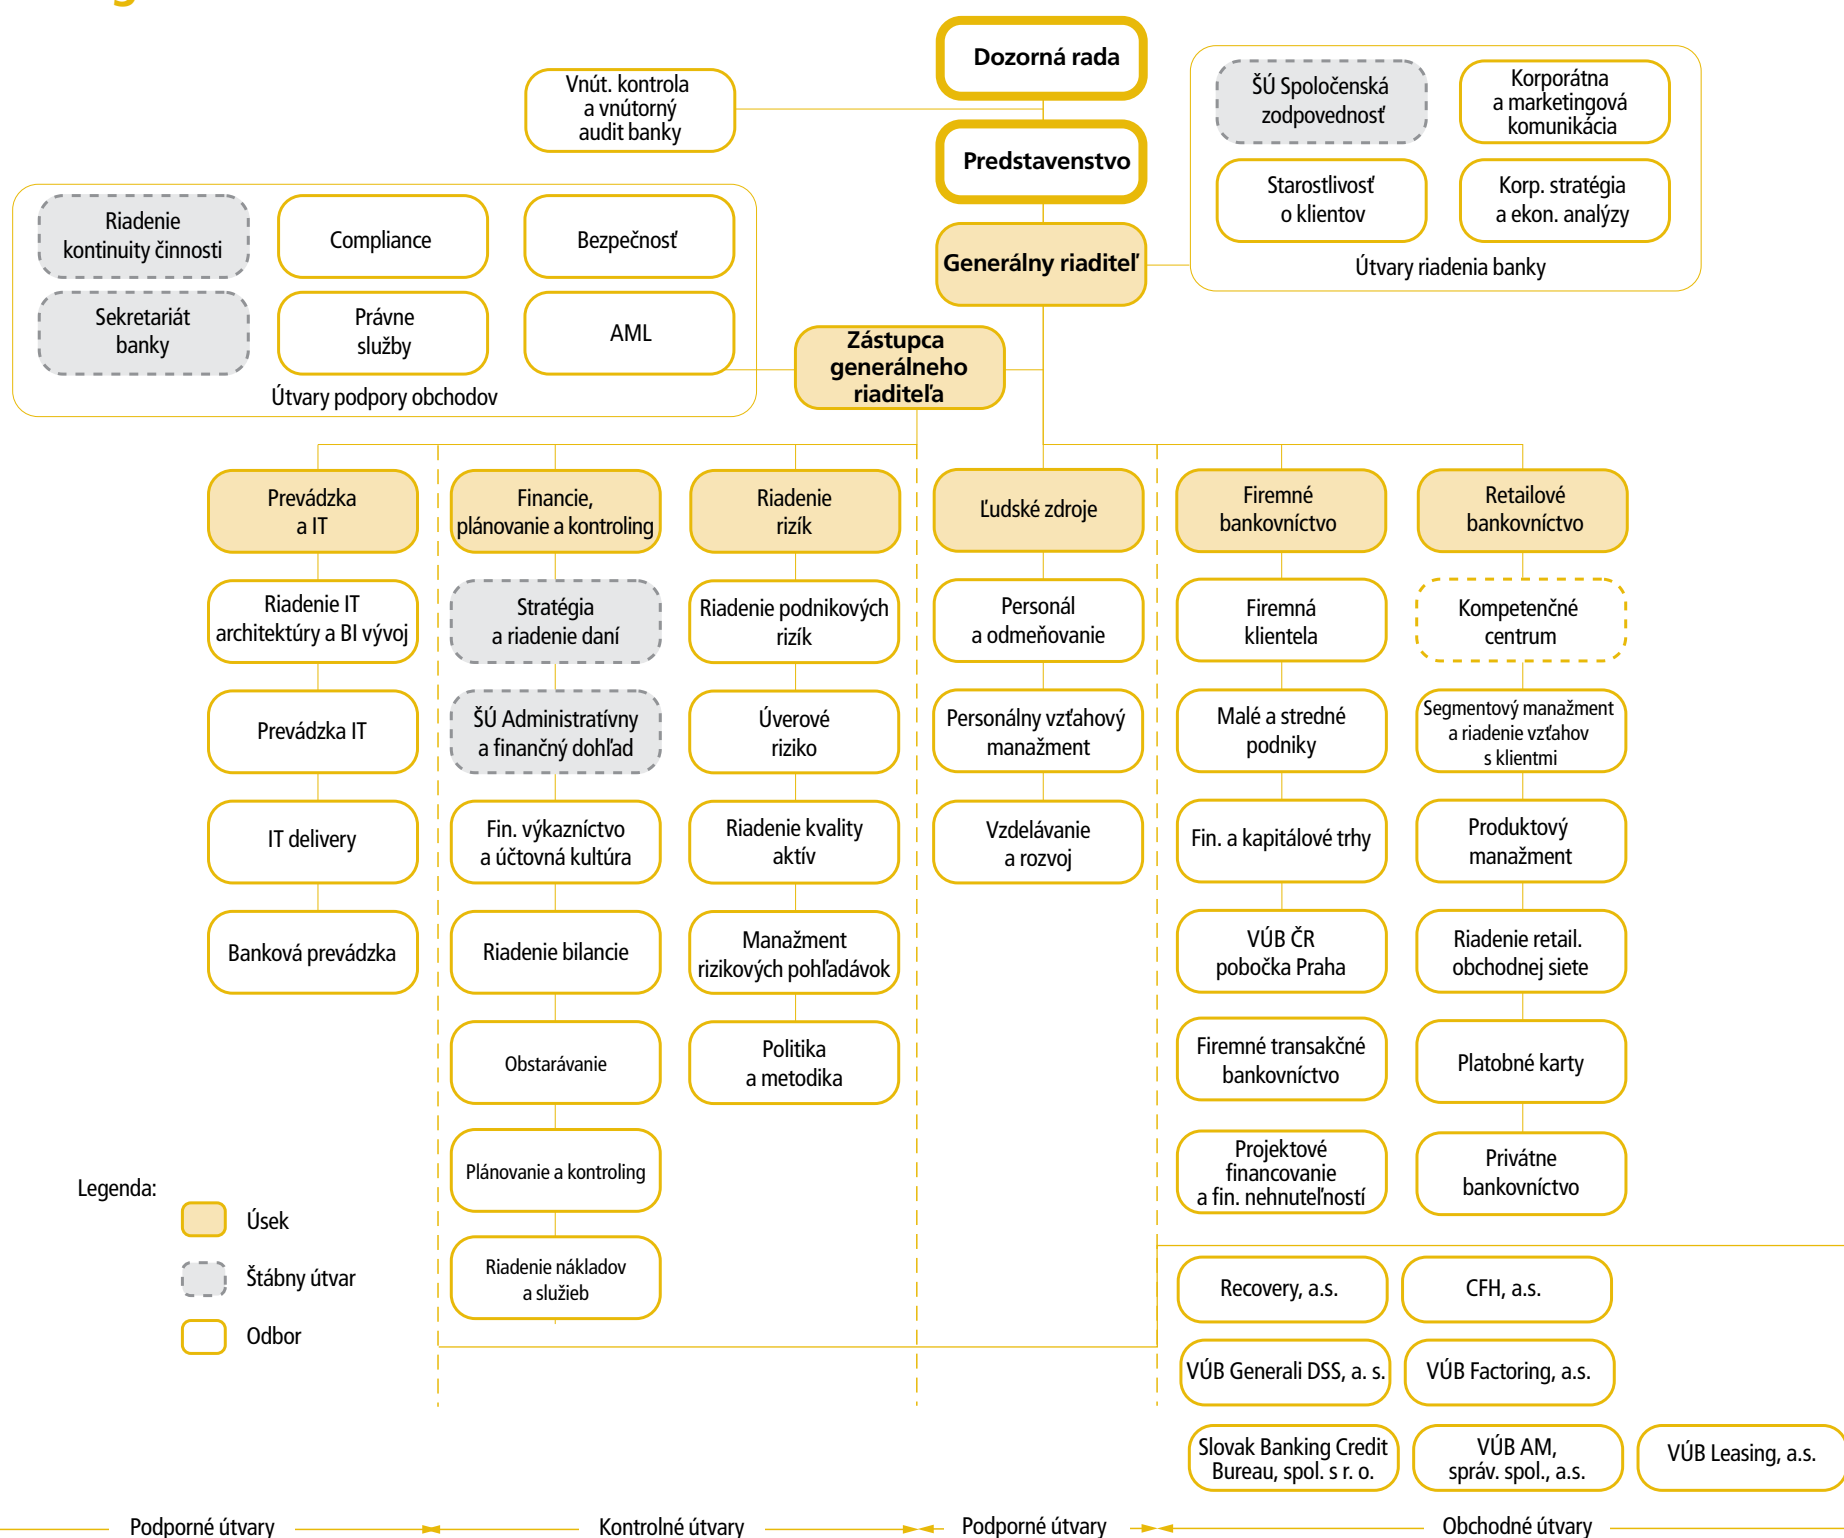 Dozorná rada
Vnút. kontrola
a vnútorný
audit banky
Predstavenstvo
Generálny riaditeľ
ŠÚ Spoločenská
zodpovednosť
Korporátna
a marketingová
komunikácia
Starostlivosť
o klientov
Korp. stratégia
a ekon. analýzy
Útvary riadenia banky
Riadenie
kontinuity činnosti
Compliance
Bezpečnosť
Sekretariát
banky
Právne
služby
AML
Útvary podpory obchodov
Zástupca
generálneho
riaditeľa
Prevádzka
a IT
Riadenie IT
architektúry a BI vývoj
Prevádzka IT
IT delivery
Banková prevádzka
Financie,
plánovanie a kontroling
Stratégia
a riadenie daní
ŠÚ Administratívny
a finančný dohľad
Fin. výkazníctvo
a účtovná kultúra
Riadenie bilancie
Obstarávanie
Plánovanie a kontroling
Riadenie nákladov
a služieb
Riadenie
rizík
Riadenie podnikových
rizík
Úverové
riziko
Riadenie kvality
aktív
Manažment
rizikových pohľadávok
Politika
a metodika
Ľudské zdroje
Personál
a odmeňovanie
Personálny vzťahový
manažment
Vzdelávanie
a rozvoj
Firemné
bankovníctvo
Firemná
klientela
Malé a stredné
podniky
Fin. a kapitálové trhy
VÚB ČR
pobočka Praha
Firemné transakčné
bankovníctvo
Projektové
financovanie
a fin. nehnuteľností
Retailové
bankovníctvo
Kompetenčné
centrum
Segmentový manažment
a riadenie vzťahov
s klientmi
Produktový
manažment
Riadenie retail.
obchodnej siete
Platobné karty
Privátne
bankovníctvo
Legenda:
Úsek
Štábny útvar
Odbor
Recovery, a.s.
CFH, a.s.
VÚB Generali DSS, a. s.
VÚB Factoring, a.s.
Slovak Banking Credit
Bureau, spol. s r. o.
VÚB AM,
správ. spol., a.s.
VÚB Leasing, a.s.
Podporné útvary
Kontrolné útvary
Podporné útvary
Obchodné útvary